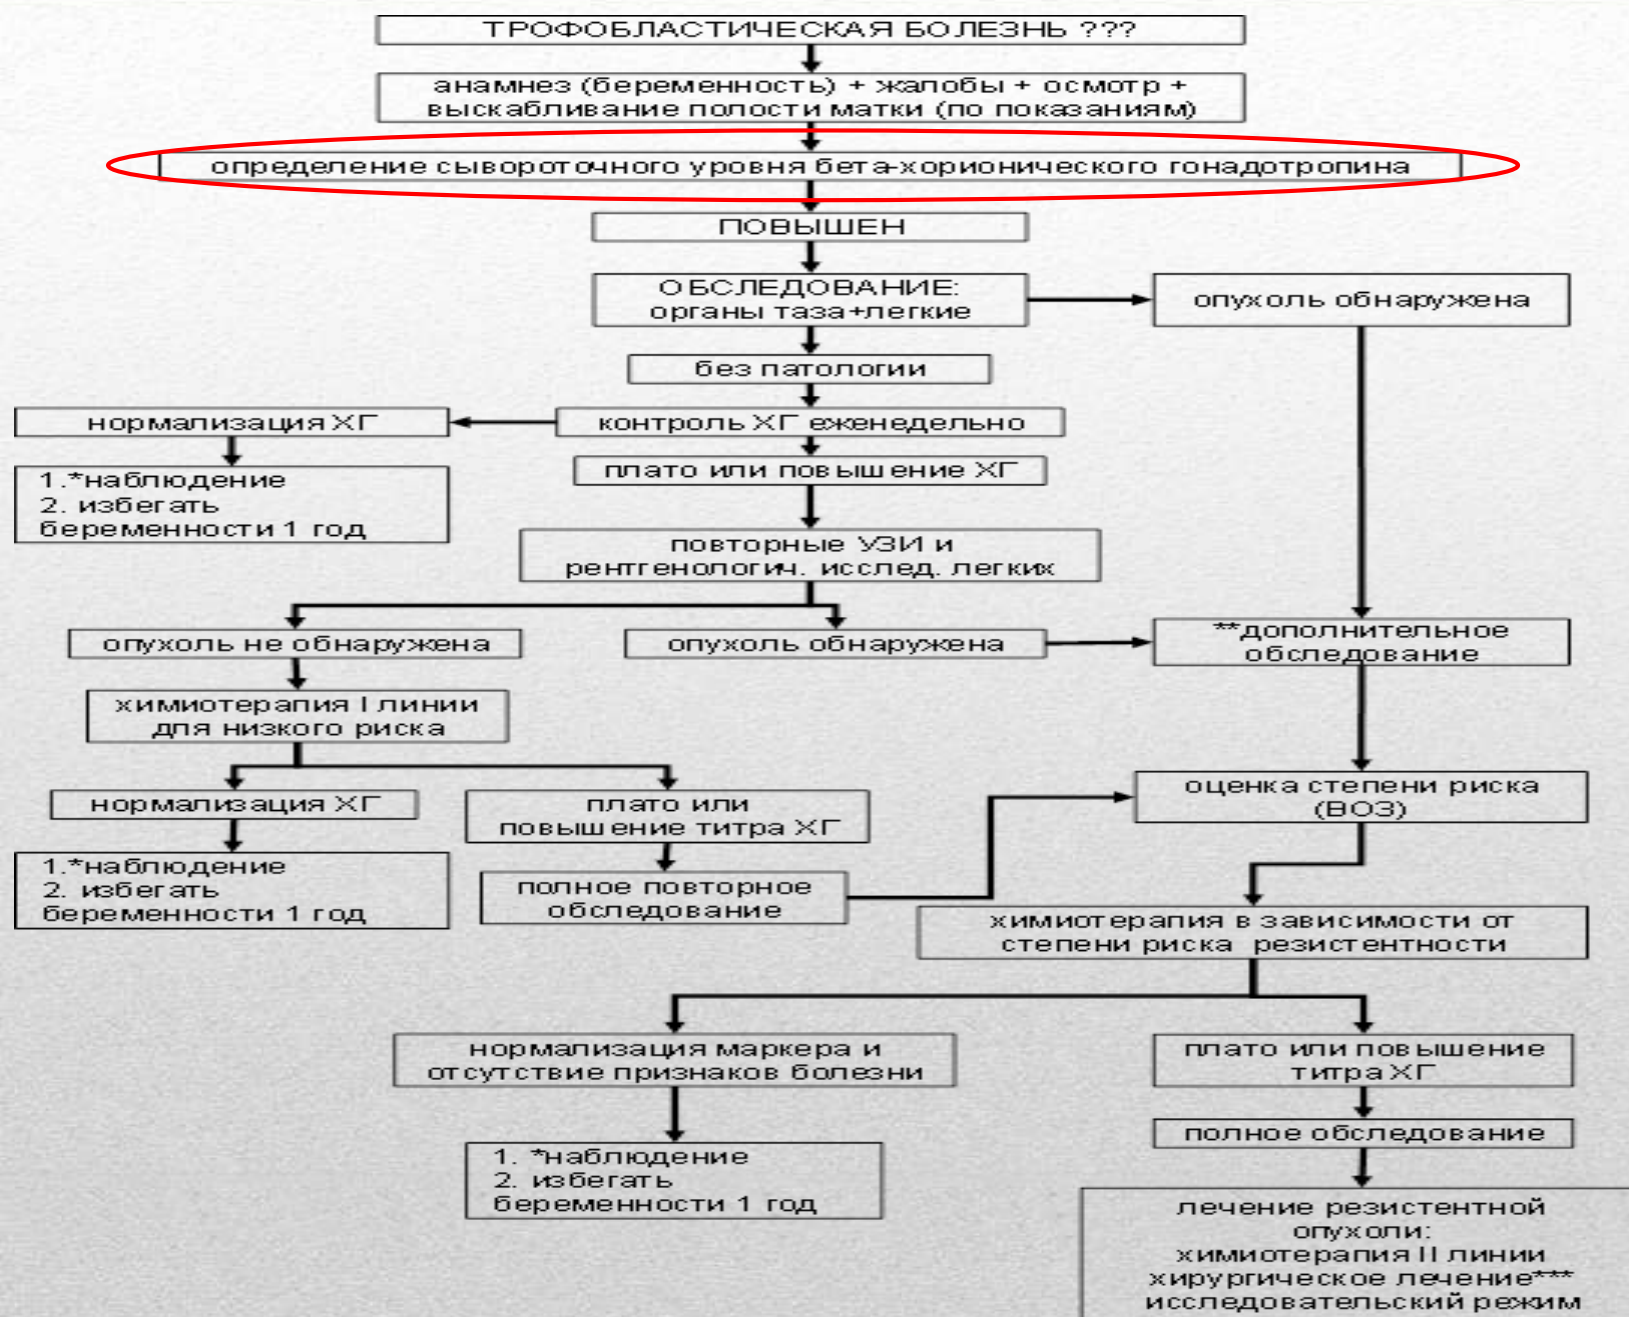 ТРОФОБЛАСТИЧЕСКАЯ БОЛЕЗНЬ ???
анамнез (беременность) + жалобы + осмотр +
выскабливание полости матки (по показаниям)
определение сывороточного уровня бета-хорионического гонадотропина
ПОВЫШЕН
ОБСЛЕДОВАНИЕ:
органы таза+легкие
опухоль обнаружена
без патологии
нормализация ХГ
контроль ХГ еженедельно
1.*наблюдение
2. избегать
беременности 1 год
плато или повышение ХГ
повторные УЗИ и
рентгенологич. исслед. легких
опухоль не обнаружена
опухоль обнаружена
**дополнительное
обследование
химиотерапия I линии
для низкого риска
нормализация ХГ
плато или
повышение титра ХГ
оценка степени риска
(ВОЗ)
1.*наблюдение
2. избегать
беременности 1 год
полное повторное
обследование
химиотерапия в зависимости от
степени риска резистентности
нормализация маркера и
отсутствие признаков болезни
плато или повышение
титра ХГ
1. *наблюдение
2. избегать
беременности 1 год
полное обследование
лечение резистентной
опухоли:
химиотерапия II линии
хирургическое лечение***
исследовательский режим